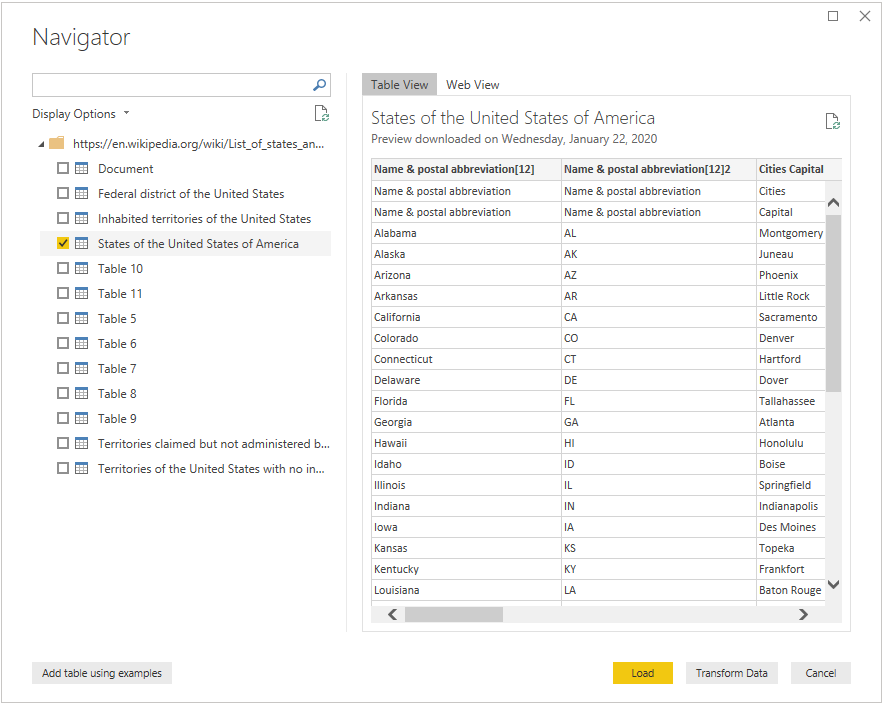 Navigator
Display Options
https://en.wikipedia.org/wiki/List_of_states_an...
Document
Federal district of the United States
Inhabited territories of the United States
States of the United States of America
Table 10
Table 11
Table 5
Table 6
Table 7
Table 8
Table 9
Territories claimed but not administered b...
Territories of the United States with no in...
Table View Web View
States of the United States of America
Preview downloaded on Wednesday, January 22, 2020
Name & postal abbreviation[12] Name & postal abbreviation[12]2 Cities Capital
Name & postal abbreviation Name & postal abbreviation Cities
Name & postal abbreviation Name & postal abbreviation Capital
Alabama AL Montgomery
Alaska AK Juneau
Arizona AZ Phoenix
Arkansas AR Little Rock
California CA Sacramento
Colorado CO Denver
Connecticut CT Hartford
Delaware DE Dover
Florida FL Tallahassee
Georgia GA Atlanta
Hawaii HI Honolulu
Idaho ID Boise
Illinois IL Springfield
Indiana IN Indianapolis
Iowa IA Des Moines
Kansas KS Topeka
Kentucky KY Frankfort
Louisiana LA Baton Rouge
Add table using examples Load Transform Data Cancel